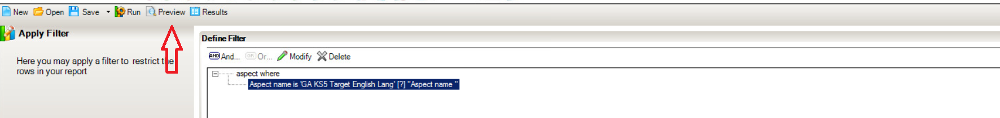 New Open Save Run Preview Results
Apply Filter
Here you may apply a filter to restrict the
rows in your report
Define Filter
AND And... OR Or... Modify Delete
aspect where
Aspect name is 'GA KS5 Target English Lang' [?] "Aspect name "